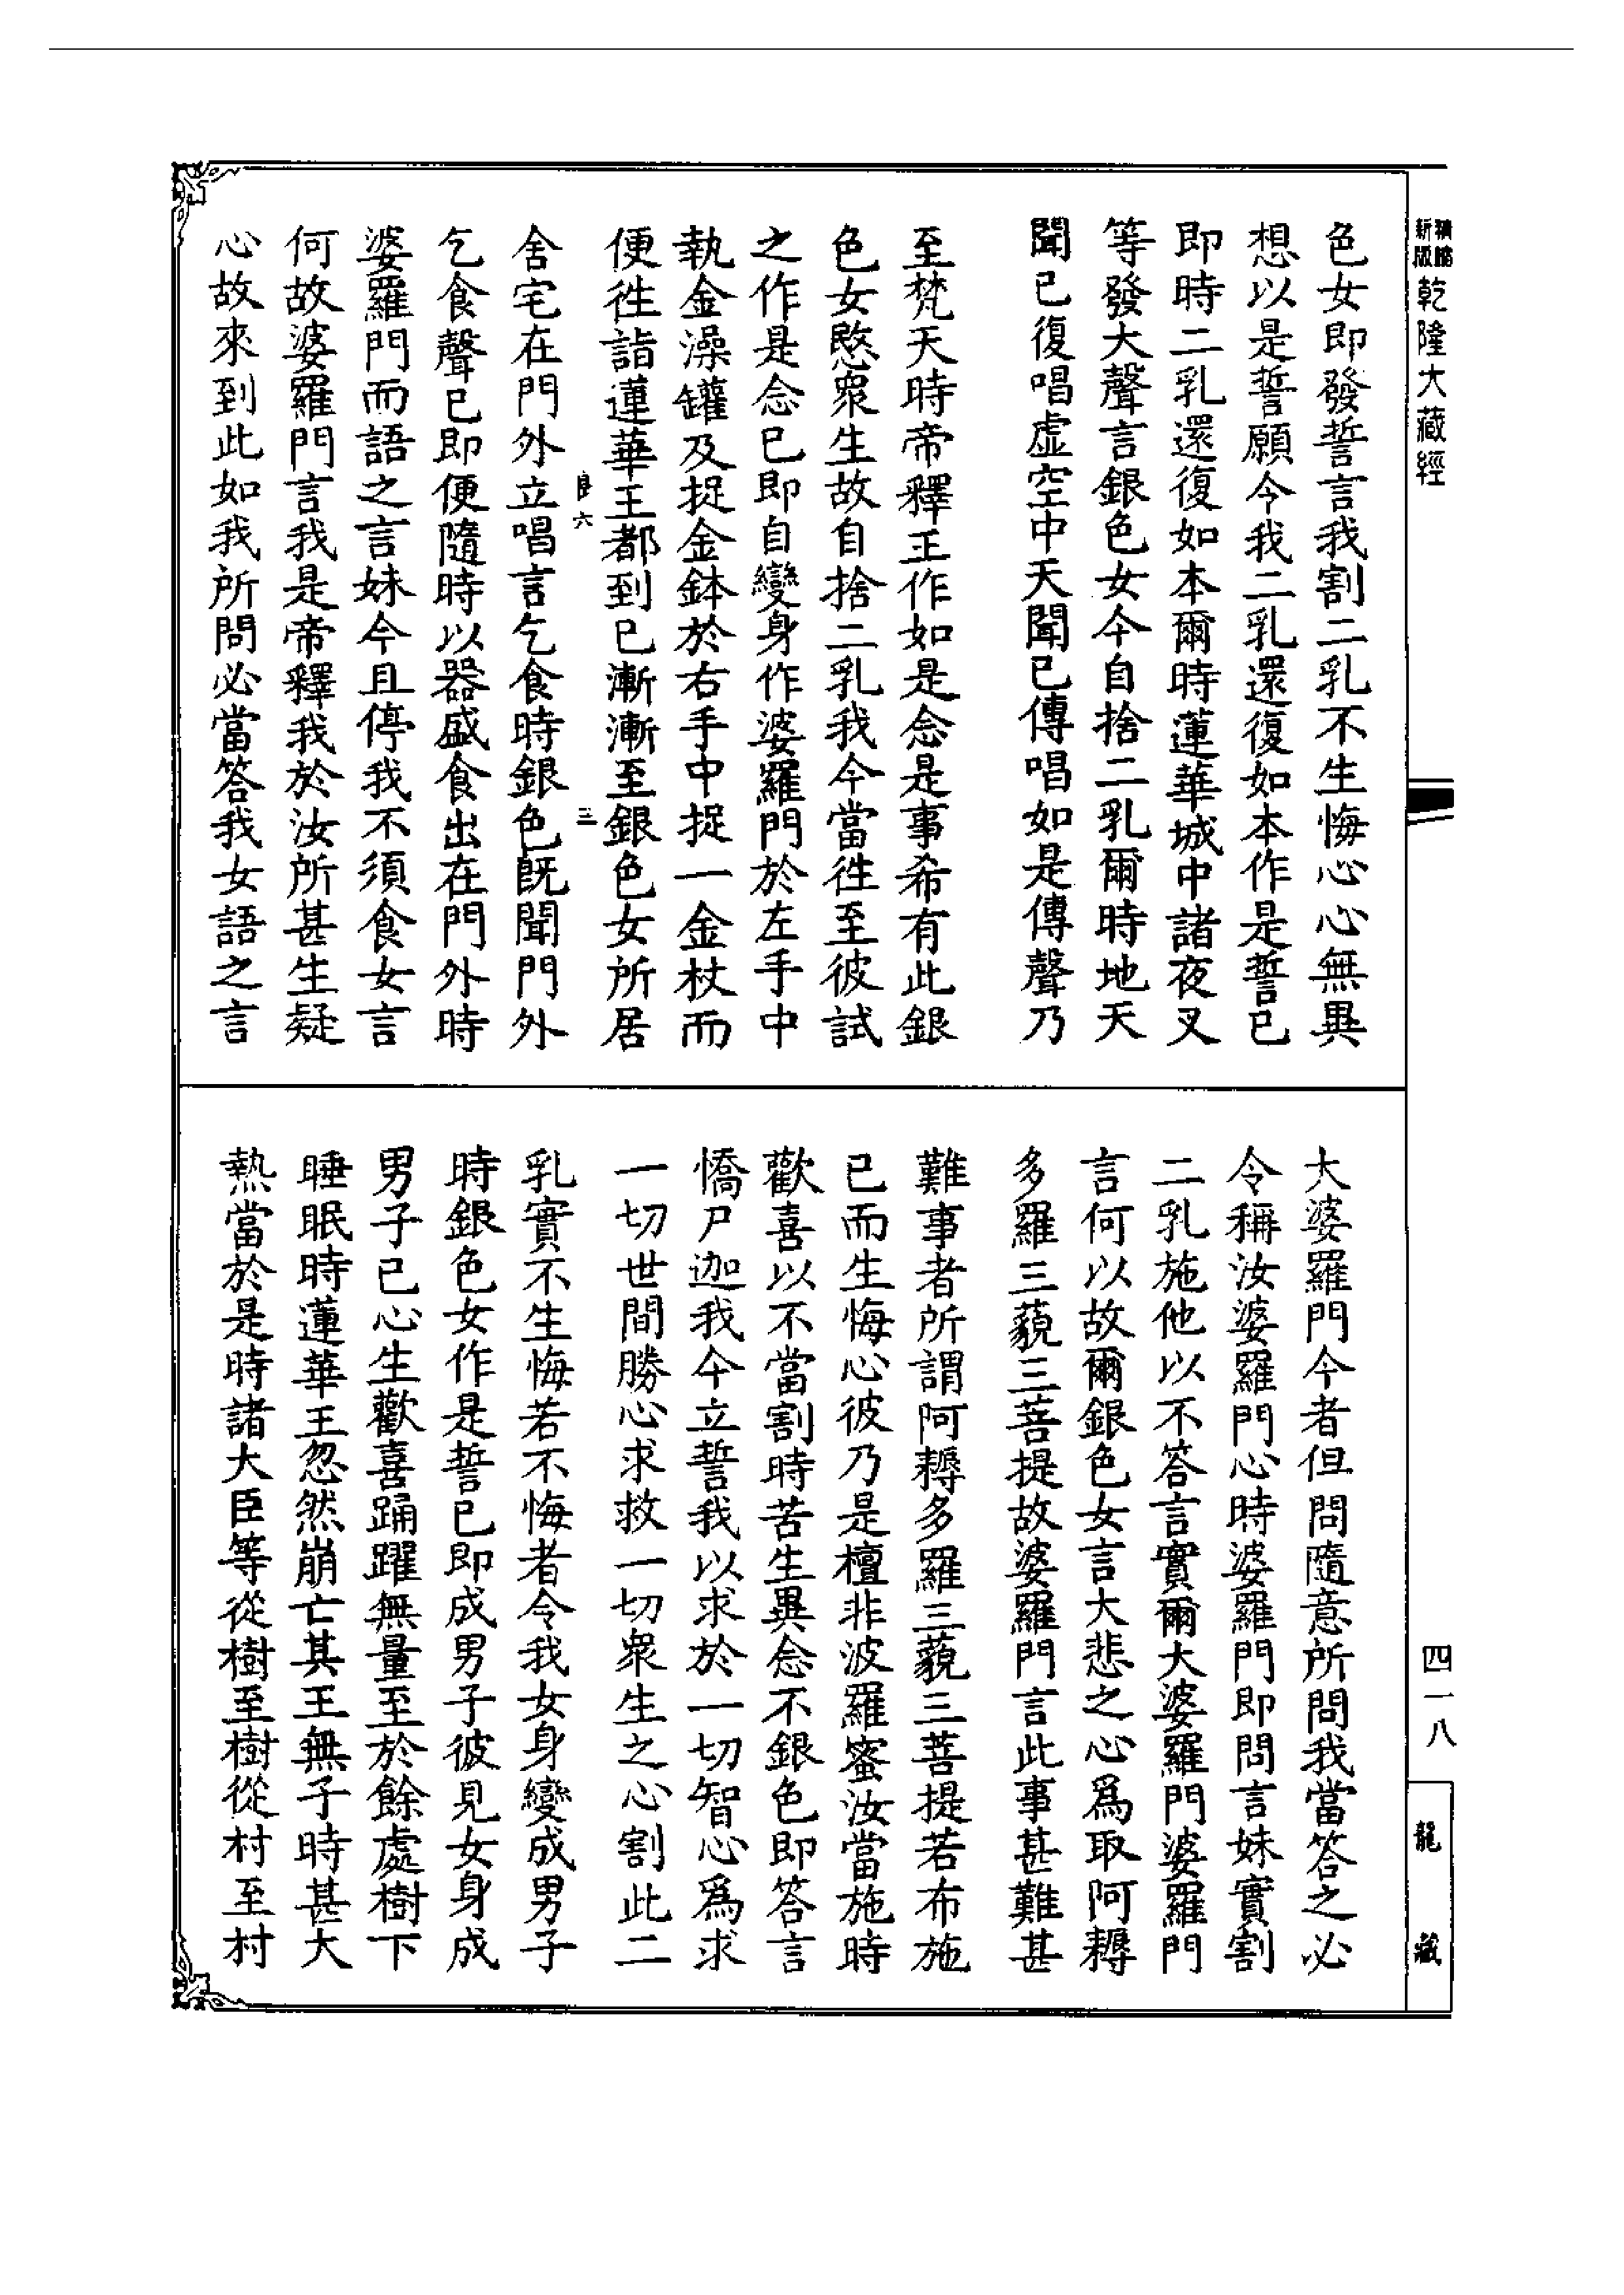 乾隆大藏經
色女即發誓言我割二乳不生悔心心無異
想以是誓願今我二乳還復如本作是誓已
即時二乳還復如本爾時蓮華城中諸夜叉
等發大聲言銀色女今自捨二乳爾時地天
聞已復唱虛空中天聞已傳唱如是傳聲乃
至梵天時帝釋王作如是念是事希有此銀
色女愍衆生故自捨二乳我今當徃至彼試
之作是念已即自變身作婆羅門於左手中
執金澡罐及捉金鉢於右手中捉一金杖而
便徃詣蓮華王都到已漸漸至銀色女所居
良六
三
舍宅在門外立唱言乞食時銀色既聞門外
乞食聲已即便隨時以器盛食出在門外時
婆羅門而語之言妹今且停我不須食女言
何故婆羅門言我是帝釋我於汝所甚生疑
心故來到此如我所問必當答我女語之言
大婆羅門今者但問隨意所問我當答之必
令稱汝婆羅門心時婆羅門即問言妹實割
二乳施他以不答言實爾大婆羅門婆羅門
言何以故爾銀色女言大悲之心爲取阿耨
多羅三藐三菩提故婆羅門言此事甚難甚
難事者所謂阿耨多羅三藐三菩提若布施
已而生悔心彼乃是檀非波羅蜜汝當施時
歡喜以不當割時苦生異念不銀色即答言
憍尸迦我今立誓我以求於一切智心爲求
一切世間勝心求救一切衆生之心割此二
乳實不生悔若不悔者令我女身變成男子
時銀色女作是誓已即成男子彼見女身成
男子已心生歡喜踊躍無量至於餘處樹下
睡眠時蓮華王忽然崩亡其王無子時甚大
熱當於是時諸大臣等從樹至樹從村至村
四一八
龍藏